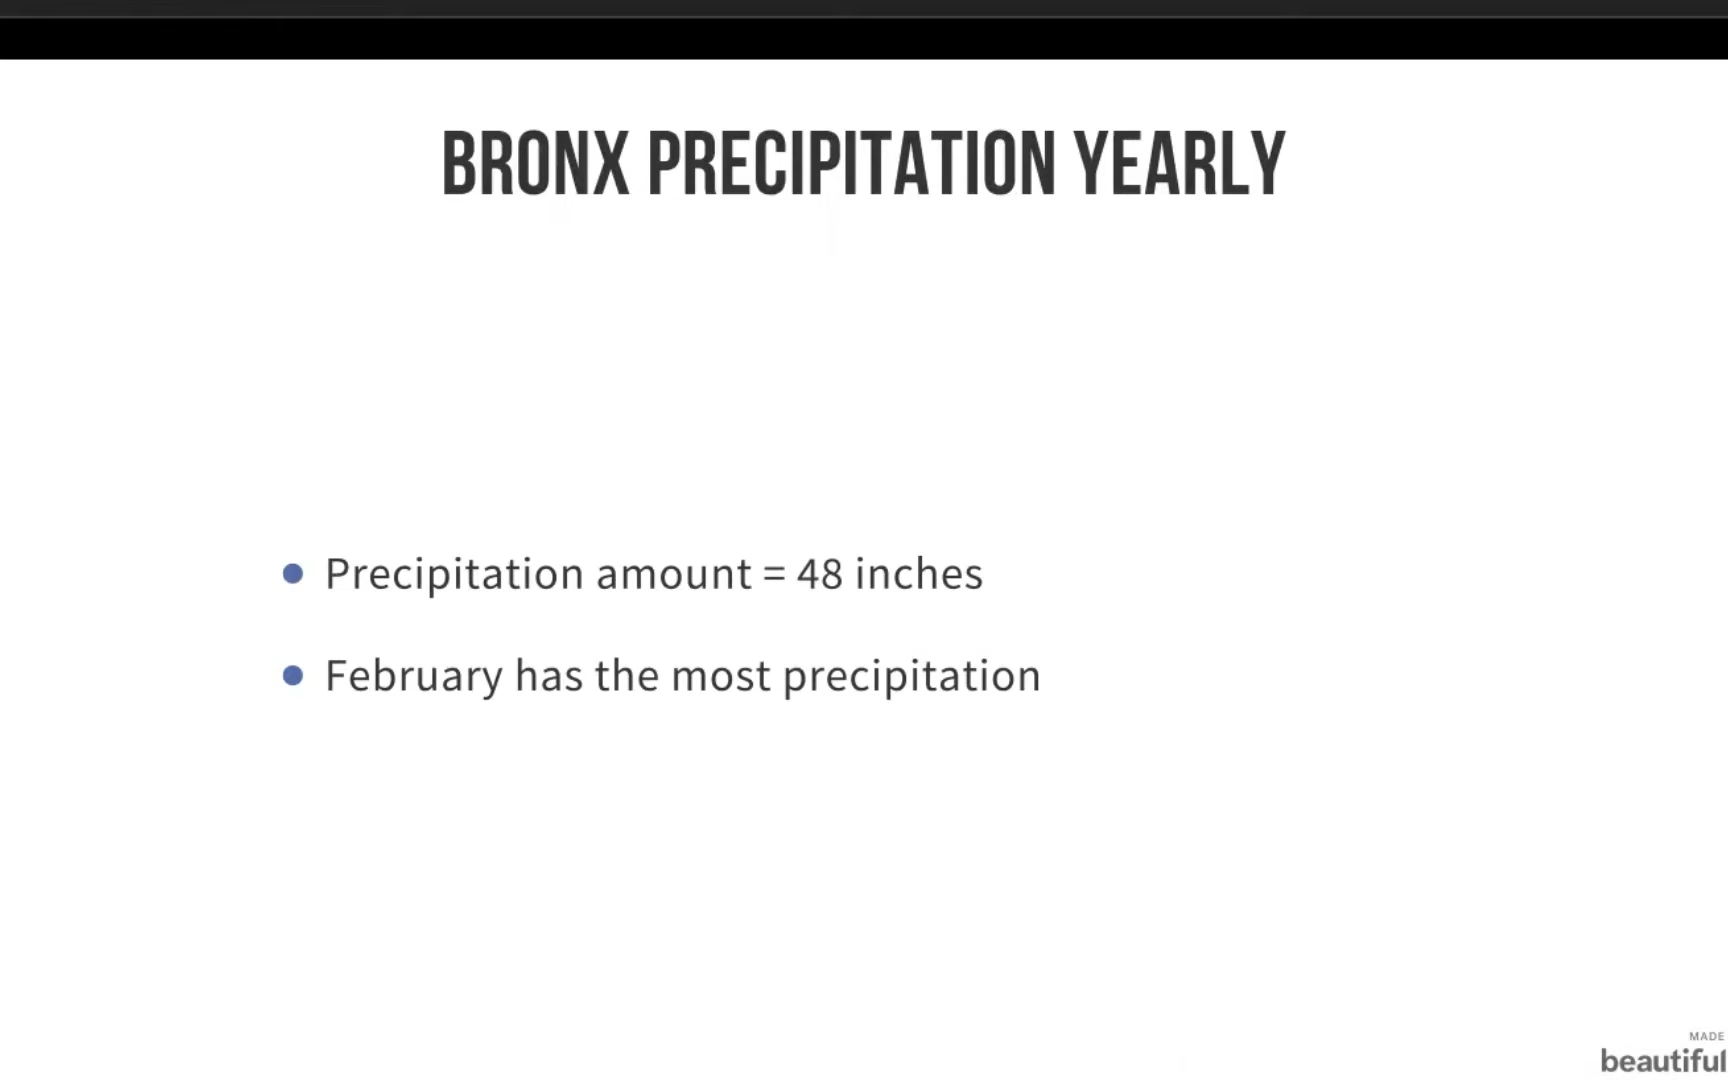 BRONX PRECIPITATION YEARLY
Precipitation amount = 48 inches
February has the most precipitation
MADE
beautiful